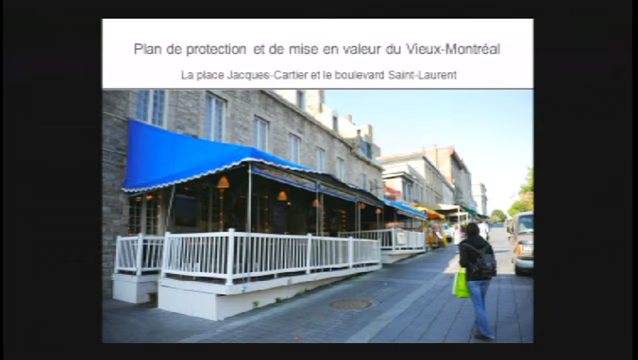 Plan de protection et de mise en valeur du Vieux-Montréal
La place Jacques-Cartier et le boulevard Saint-Laurent